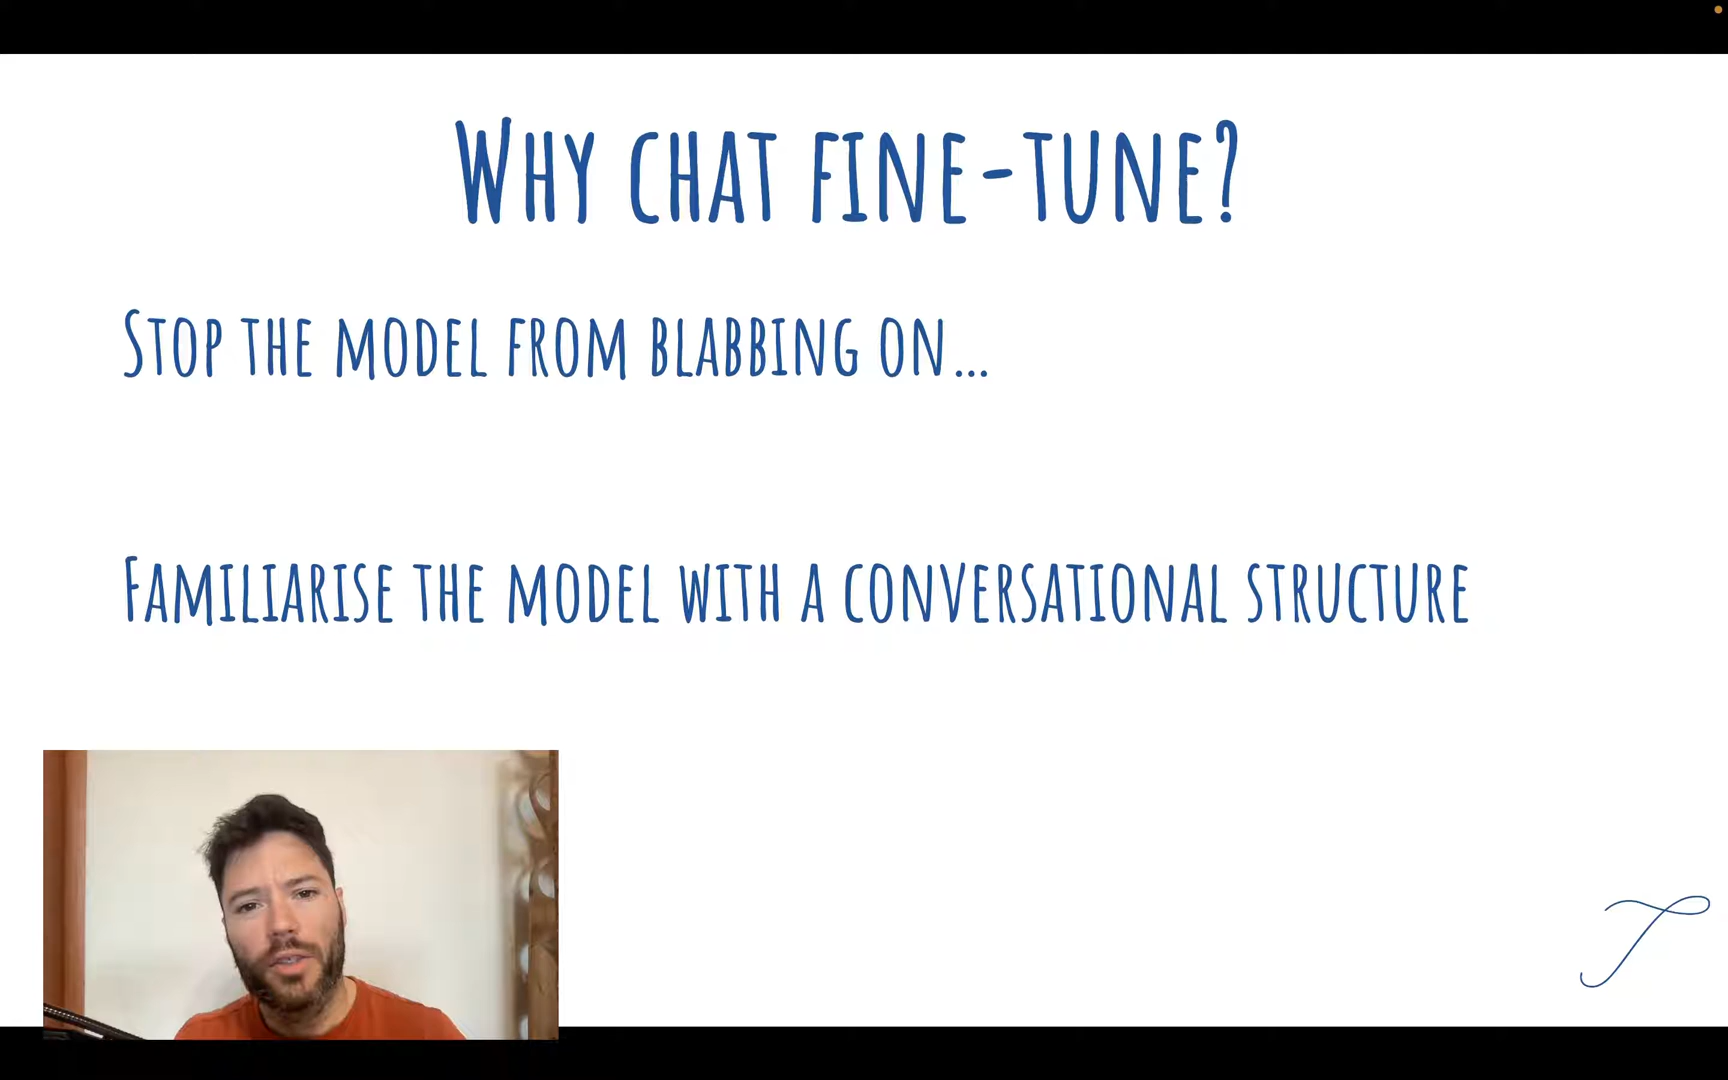 Why chat fine-tune?
Stop the model from blabbing on...
Familiarise the model with a conversational structure